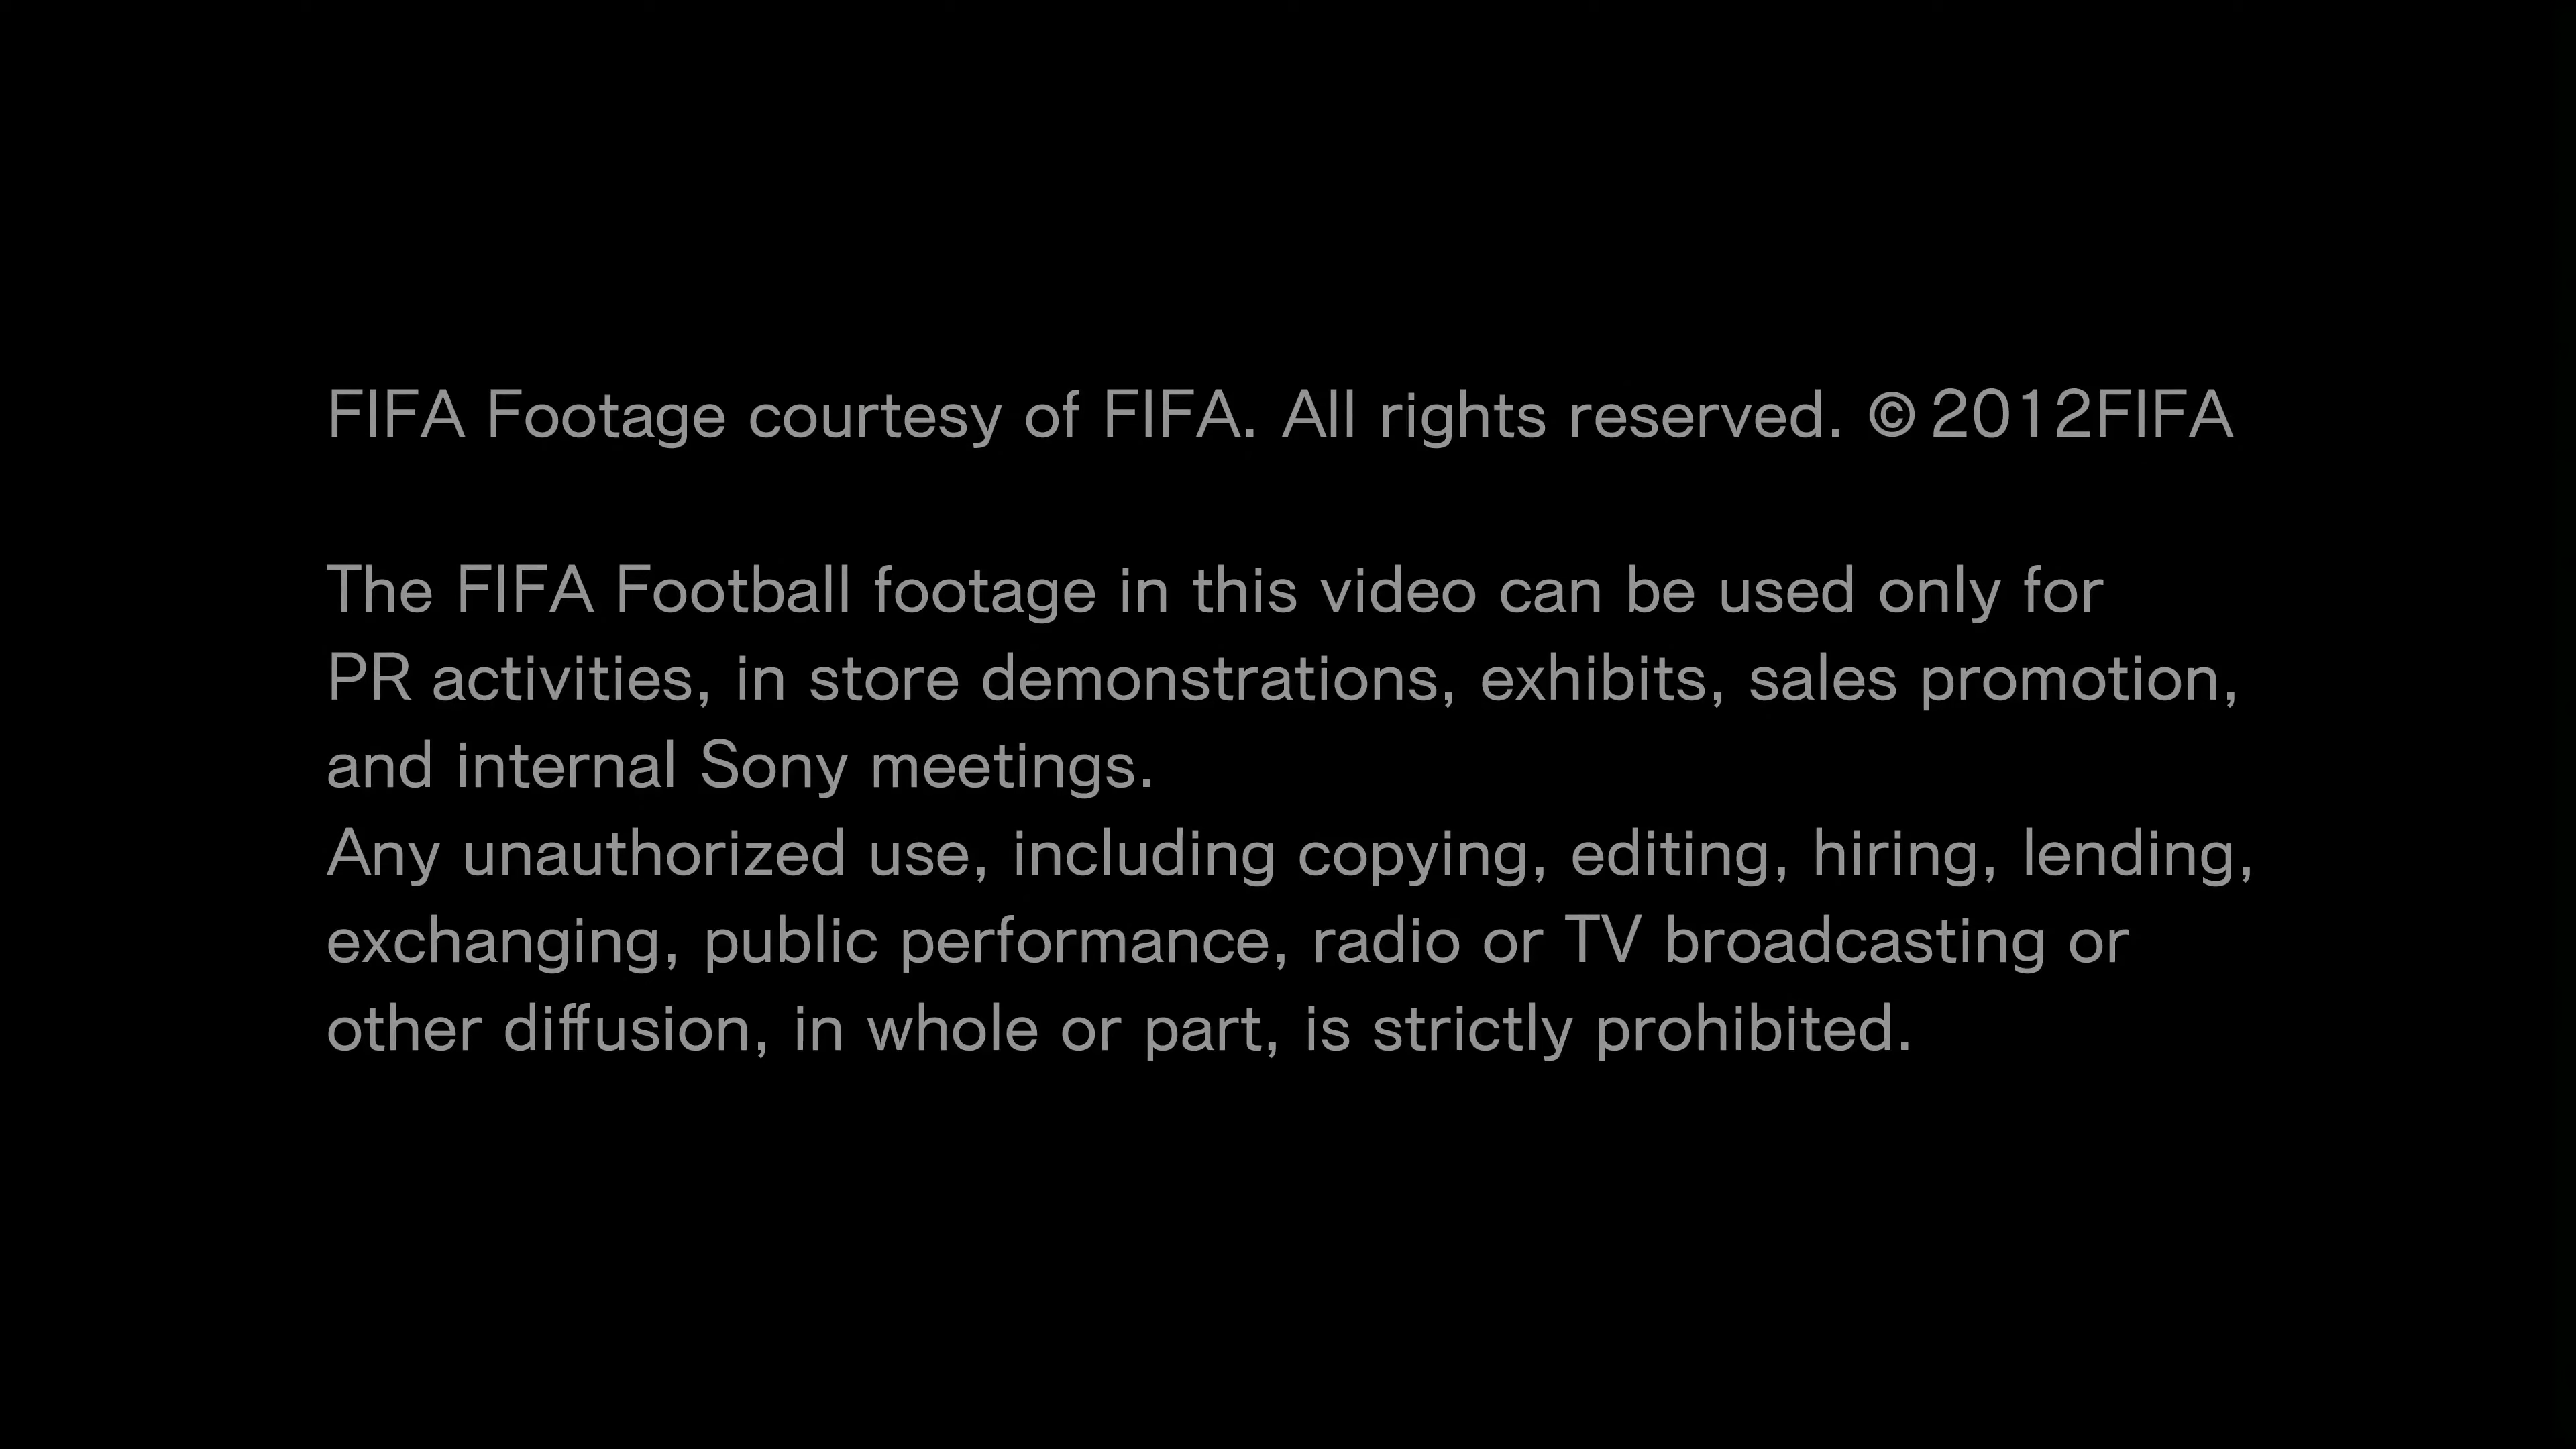 FIFA Footage courtesy of FIFA. All rights reserved. © 2012FIFA
The FIFA Football footage in this video can be used only for
PR activities, in store demonstrations, exhibits, sales promotion,
and internal Sony meetings.
Any unauthorized use, including copying, editing, hiring, lending,
exchanging, public performance, radio or TV broadcasting or
other diffusion, in whole or part, is strictly prohibited.